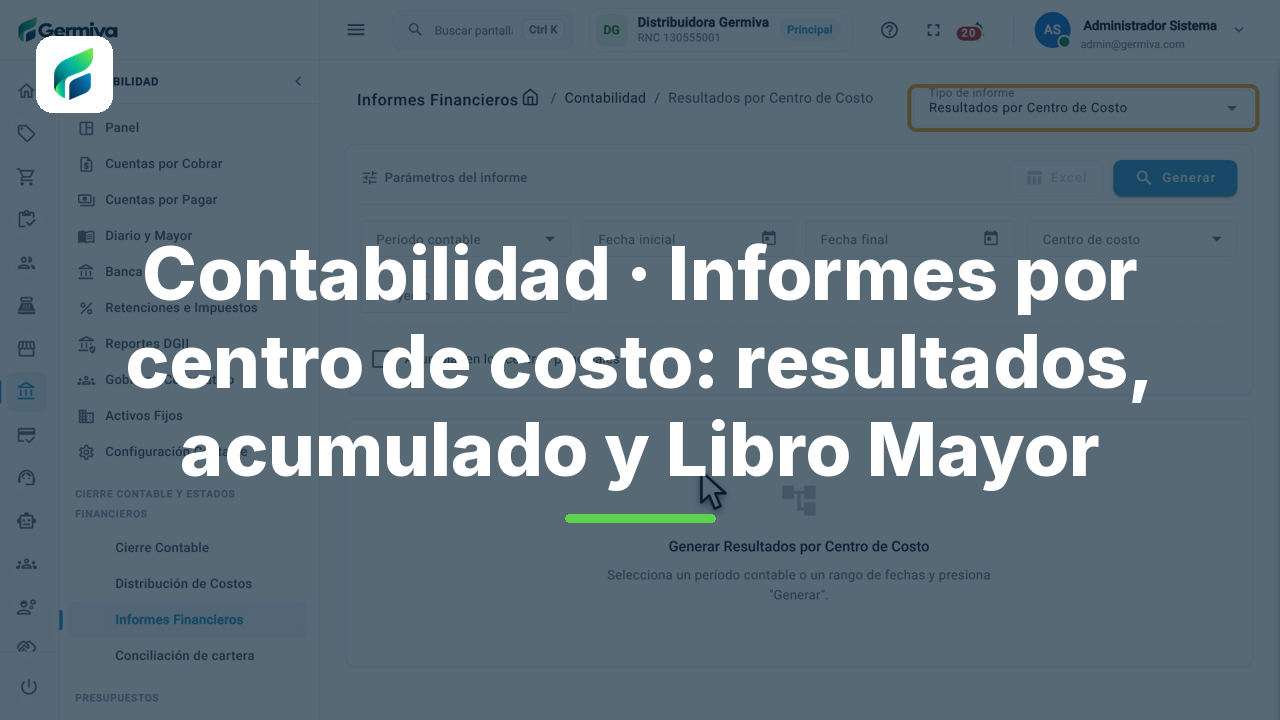 Germiva
Buscar pantall
Ctrl K
DG
Distribuidora Germiva
RNC 130555001
Principal
20
AS
Administrador Sistema
admin@germiva.com
BILIDAD
Informes Financieros / Contabilidad / Resultados por Centro de Costo
Tipo de informe
Resultados por Centro de Costo
Panel
Cuentas por Cobrar
Cuentas por Pagar
Diario y Mayor
Banca
Retenciones e Impuestos
Reportes DGII
Activos Fijos
Configuración
CIERRE CONTABLE Y ESTADOS
FINANCIEROS
Cierre Contable
Distribución de Costos
Informes Financieros
Conciliación de cartera
PRESUPUESTOS
Parámetros del informe
Excel
Generar
Período contable
Fecha inicial
Fecha final
Centro de costo
Contabilidad · Informes por
centro de costo: resultados,
acumulado y Libro Mayor
Generar Resultados por Centro de Costo
Selecciona un período contable o un rango de fechas y presiona
"Generar".